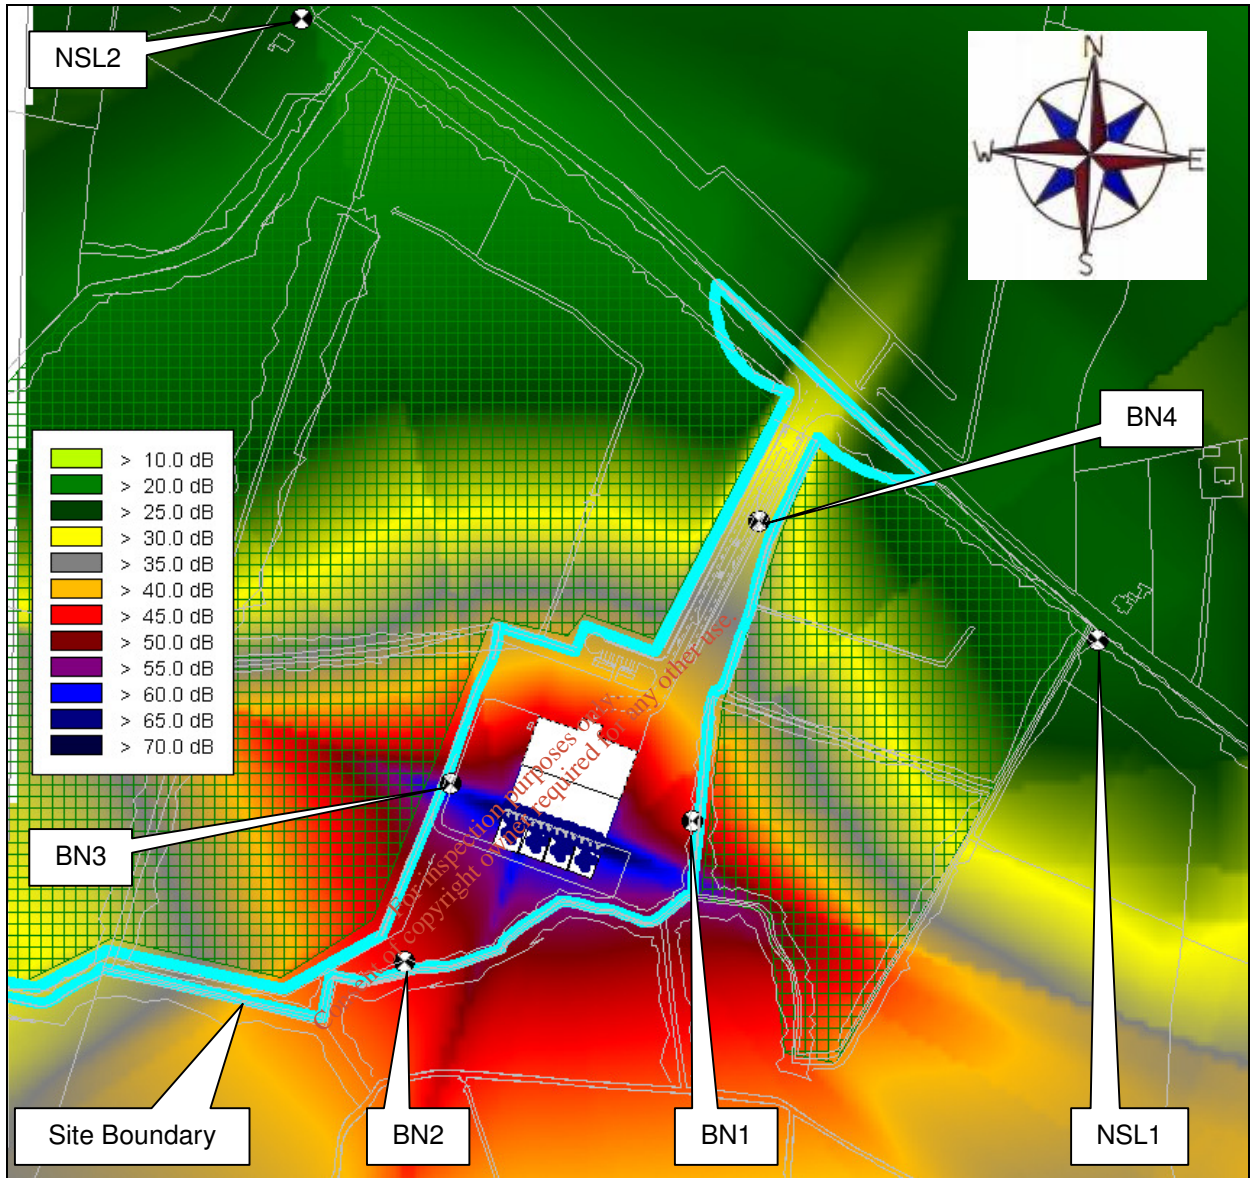 NSL2
N
W
E
S
BN4
> 10.0 dB
> 20.0 dB
> 25.0 dB
> 30.0 dB
> 35.0 dB
> 40.0 dB
> 45.0 dB
> 50.0 dB
> 55.0 dB
> 60.0 dB
> 65.0 dB
> 70.0 dB
For inspection purposes only.
Consent of copyright owner required for any other use.
BN3
Site Boundary
BN2
BN1
NSL1